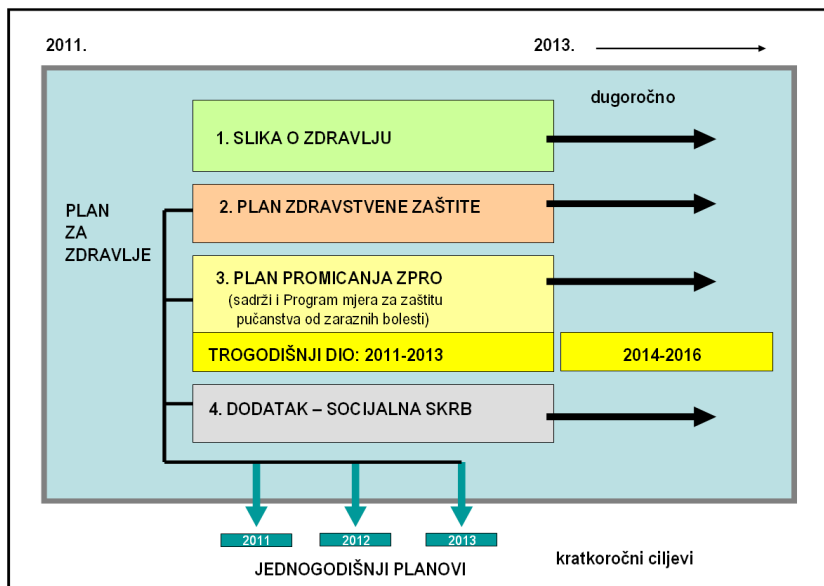 2011.
2013.
dugoročno
1. SLIKA O ZDRAVLJU
2. PLAN ZDRAVSTVENE ZAŠTITE
PLAN
ZA
ZDRAVLJE
3. PLAN PROMICANJA ZPRO
(sadrži i Program mjera za zaštitu
pučanstva od zaraznih bolesti)
TROGODIŠNJI DIO: 2011-2013
2014-2016
4. DODATAK – SOCIJALNA SKRB
2011
2012
2013
JEDNOGODIŠNJI PLANOVI
kratkoročni ciljevi